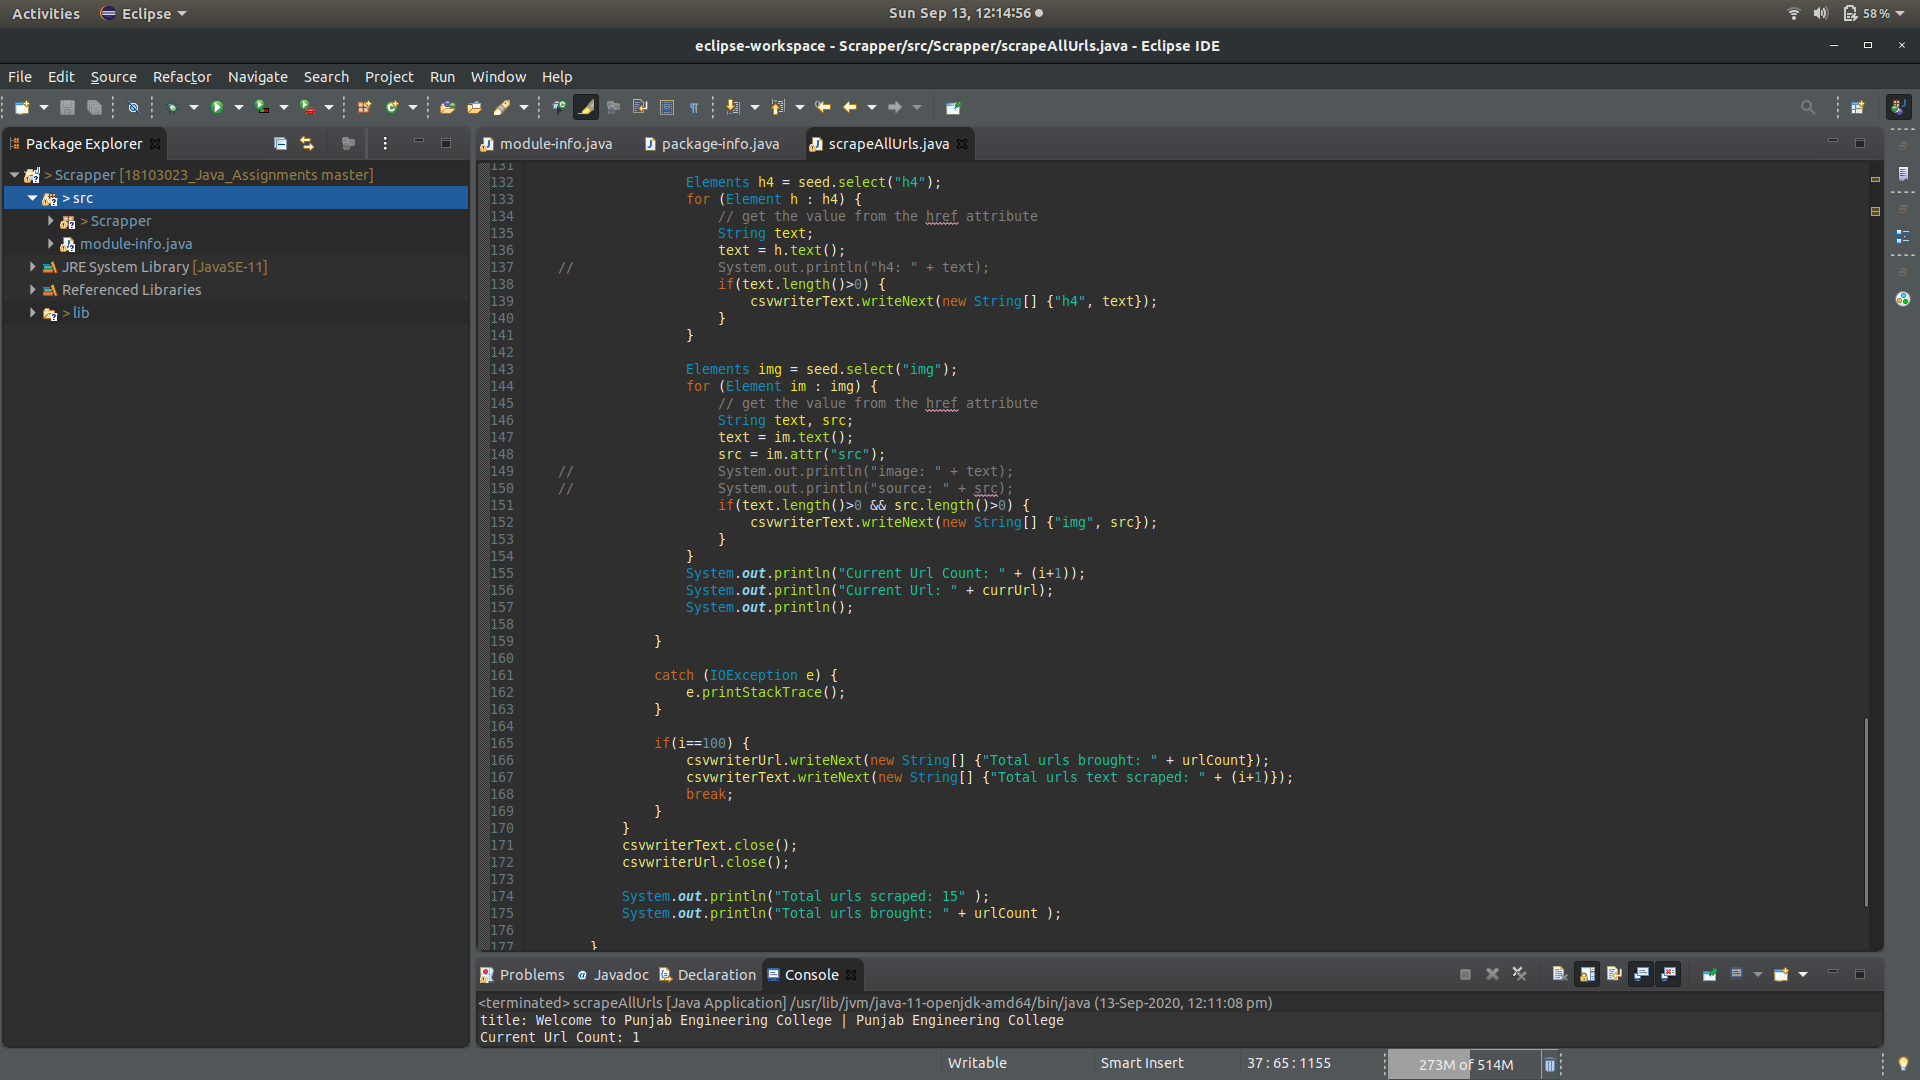 Activities Eclipse Sun Sep 13, 12:14:56 58 %
eclipse-workspace - Scrapper/src/Scrapper/scrapeAllUrls.java - Eclipse IDE
File Edit Source Refactor Navigate Search Project Run Window Help
Package Explorer
> Scrapper [18103023_Java_Assignments master]
> src
> Scrapper
module-info.java
JRE System Library [JavaSE-11]
Referenced Libraries
> lib
module-info.java package-info.java scrapeAllUrls.java
131
132 Elements h4 = seed.select("h4");
133 for (Element h : h4) {
134 // get the value from the href attribute
135 String text;
136 text = h.text();
137 // System.out.println("h4: " + text);
138 if(text.length()>0) {
139 csvwriterText.writeNext(new String[] {"h4", text});
140 }
141 }
142
143 Elements img = seed.select("img");
144 for (Element im : img) {
145 // get the value from the href attribute
146 String text, src;
147 text = im.text();
148 src = im.attr("src");
149 // System.out.println("image: " + text);
150 // System.out.println("source: " + src);
151 if(text.length()>0 && src.length()>0) {
152 csvwriterText.writeNext(new String[] {"img", src});
153 }
154 }
155 System.out.println("Current Url Count: " + (i+1));
156 System.out.println("Current Url: " + currUrl);
157 System.out.println();
158
159 }
160
161 catch (IOException e) {
162 e.printStackTrace();
163 }
164
165 if(i==100) {
166 csvwriterUrl.writeNext(new String[] {"Total urls brought: " + urlCount});
167 csvwriterText.writeNext(new String[] {"Total urls text scraped: " + (i+1)});
168 break;
169 }
170 }
171 csvwriterText.close();
172 csvwriterUrl.close();
173
174 System.out.println("Total urls scraped: 15" );
175 System.out.println("Total urls brought: " + urlCount );
176
177 }
Problems Javadoc Declaration Console
<terminated> scrapeAllUrls [Java Application] /usr/lib/jvm/java-11-openjdk-amd64/bin/java (13-Sep-2020, 12:11:08 pm)
title: Welcome to Punjab Engineering College | Punjab Engineering College
Current Url Count: 1
Writable Smart Insert 37 : 65 : 1155 273M of 514M